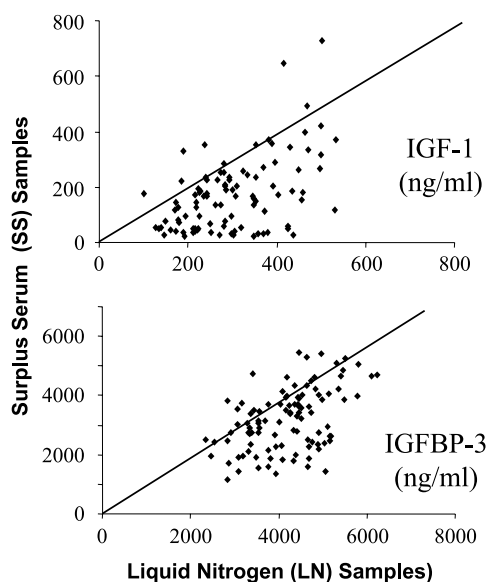 Surplus Serum (SS) Samples
800
600
400
200
0
0 200 400 600 800
IGF-1
(ng/ml)
6000
4000
2000
0
0 2000 4000 6000 8000
IGFBP-3
(ng/ml)
Liquid Nitrogen (LN) Samples)